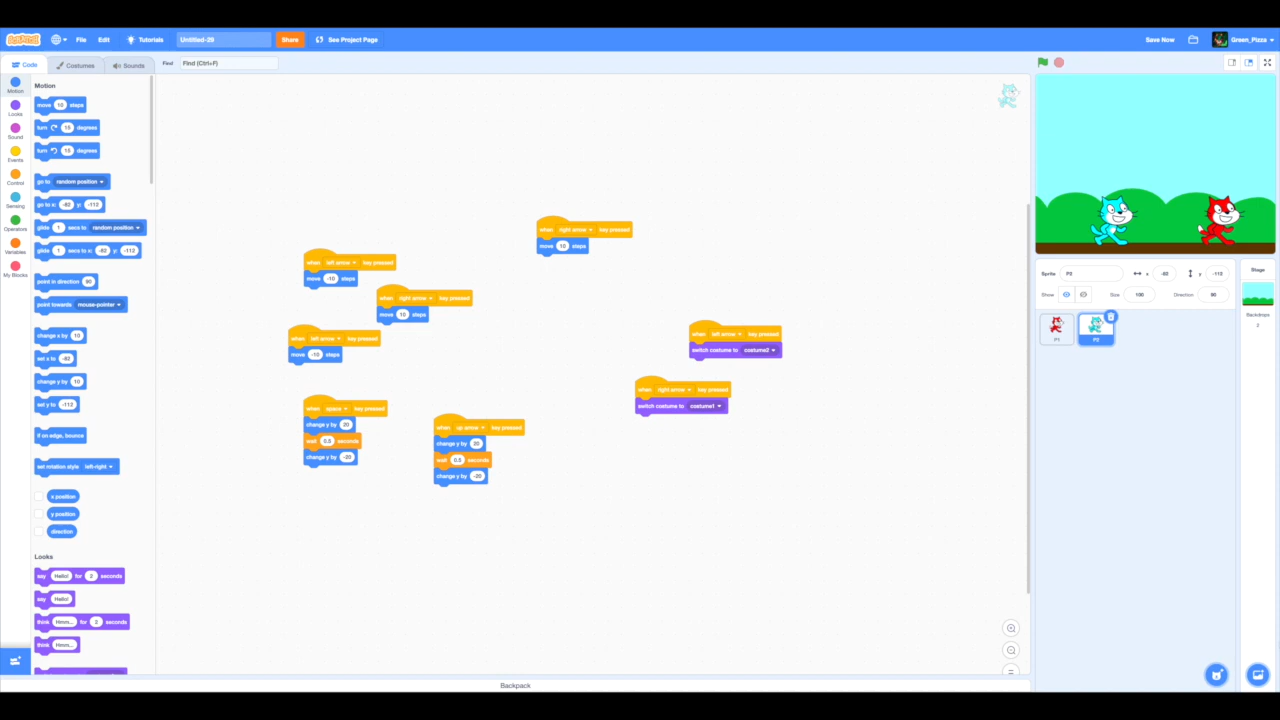 SCRATCH File Edit Tutorials Untitled-29 Share See Project Page Save Now Green_Pizza
Code Costumes Sounds Find Find (Ctrl+F)
Motion
Looks
Sound
Events
Control
Sensing
Operators
Variables
My Blocks
Motion
move 10 steps
turn 15 degrees
turn 15 degrees
go to random position
go to x: -82 y: -112
glide 1 secs to random position
glide 1 secs to x: -82 y: -112
point in direction 90
point towards mouse-pointer
change x by 10
set x to -82
change y by 10
set y to -112
if on edge, bounce
set rotation style left-right
x position
y position
direction
Looks
say Hello! for 2 seconds
say Hello!
think Hmm... for 2 seconds
think Hmm...
when right arrow key pressed
move 10 steps
when left arrow key pressed
move -10 steps
when right arrow key pressed
move 10 steps
when left arrow key pressed
move -10 steps
when left arrow key pressed
switch costume to costume2
when right arrow key pressed
switch costume to costume1
when space key pressed
change y by 20
wait 0.5 seconds
change y by -20
when up arrow key pressed
change y by 20
wait 0.5 seconds
change y by -20
Sprite P2 x -82 y -112
Show Size 100 Direction 90
P1
P2
Stage
Backdrops
2
Backpack